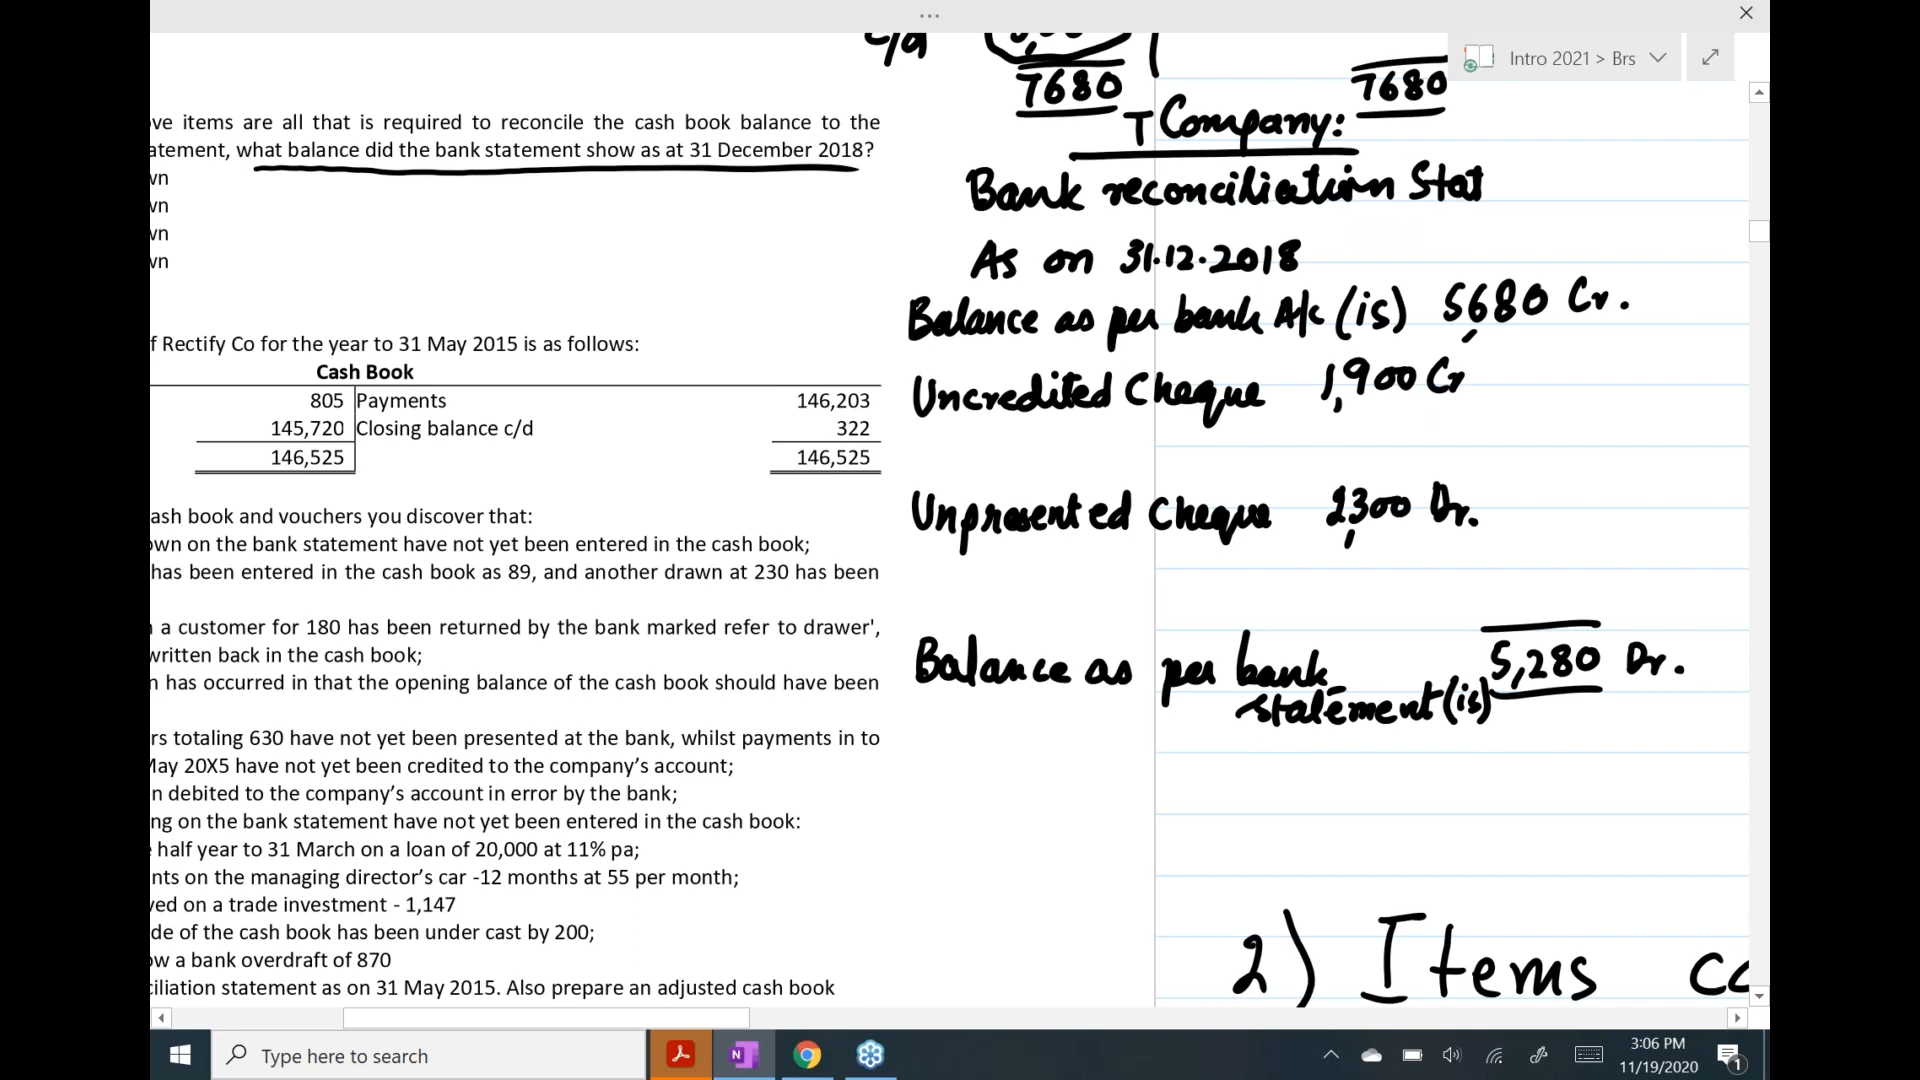 Intro 2021 > Brs
ve items are all that is required to reconcile the cash book balance to the
atement, what balance did the bank statement show as at 31 December 2018?
wn
wn
wn
wn
f Rectify Co for the year to 31 May 2015 is as follows:
Cash Book
805 Payments 146,203
145,720 Closing balance c/d 322
146,525 146,525
ash book and vouchers you discover that:
own on the bank statement have not yet been entered in the cash book;
has been entered in the cash book as 89, and another drawn at 230 has been
a customer for 180 has been returned by the bank marked refer to drawer',
written back in the cash book;
n has occurred in that the opening balance of the cash book should have been
rs totaling 630 have not yet been presented at the bank, whilst payments in to
May 20X5 have not yet been credited to the company's account;
n debited to the company's account in error by the bank;
ng on the bank statement have not yet been entered in the cash book:
half year to 31 March on a loan of 20,000 at 11% pa;
nts on the managing director's car -12 months at 55 per month;
ved on a trade investment - 1,147
de of the cash book has been under cast by 200;
ow a bank overdraft of 870
ciliation statement as on 31 May 2015. Also prepare an adjusted cash book
c/d
7680 7680
T Company:
Bank reconciliation Stat
As on 31.12.2018
Balance as per bank A/c (is) 5,680 Cr.
Uncredited Cheque 1,900 Cr
Unpresented Cheque 2,300 Dr.
Balance as per bank 5,280 Dr.
statement (is)
2) Items co
Type here to search
3:06 PM
11/19/2020
1